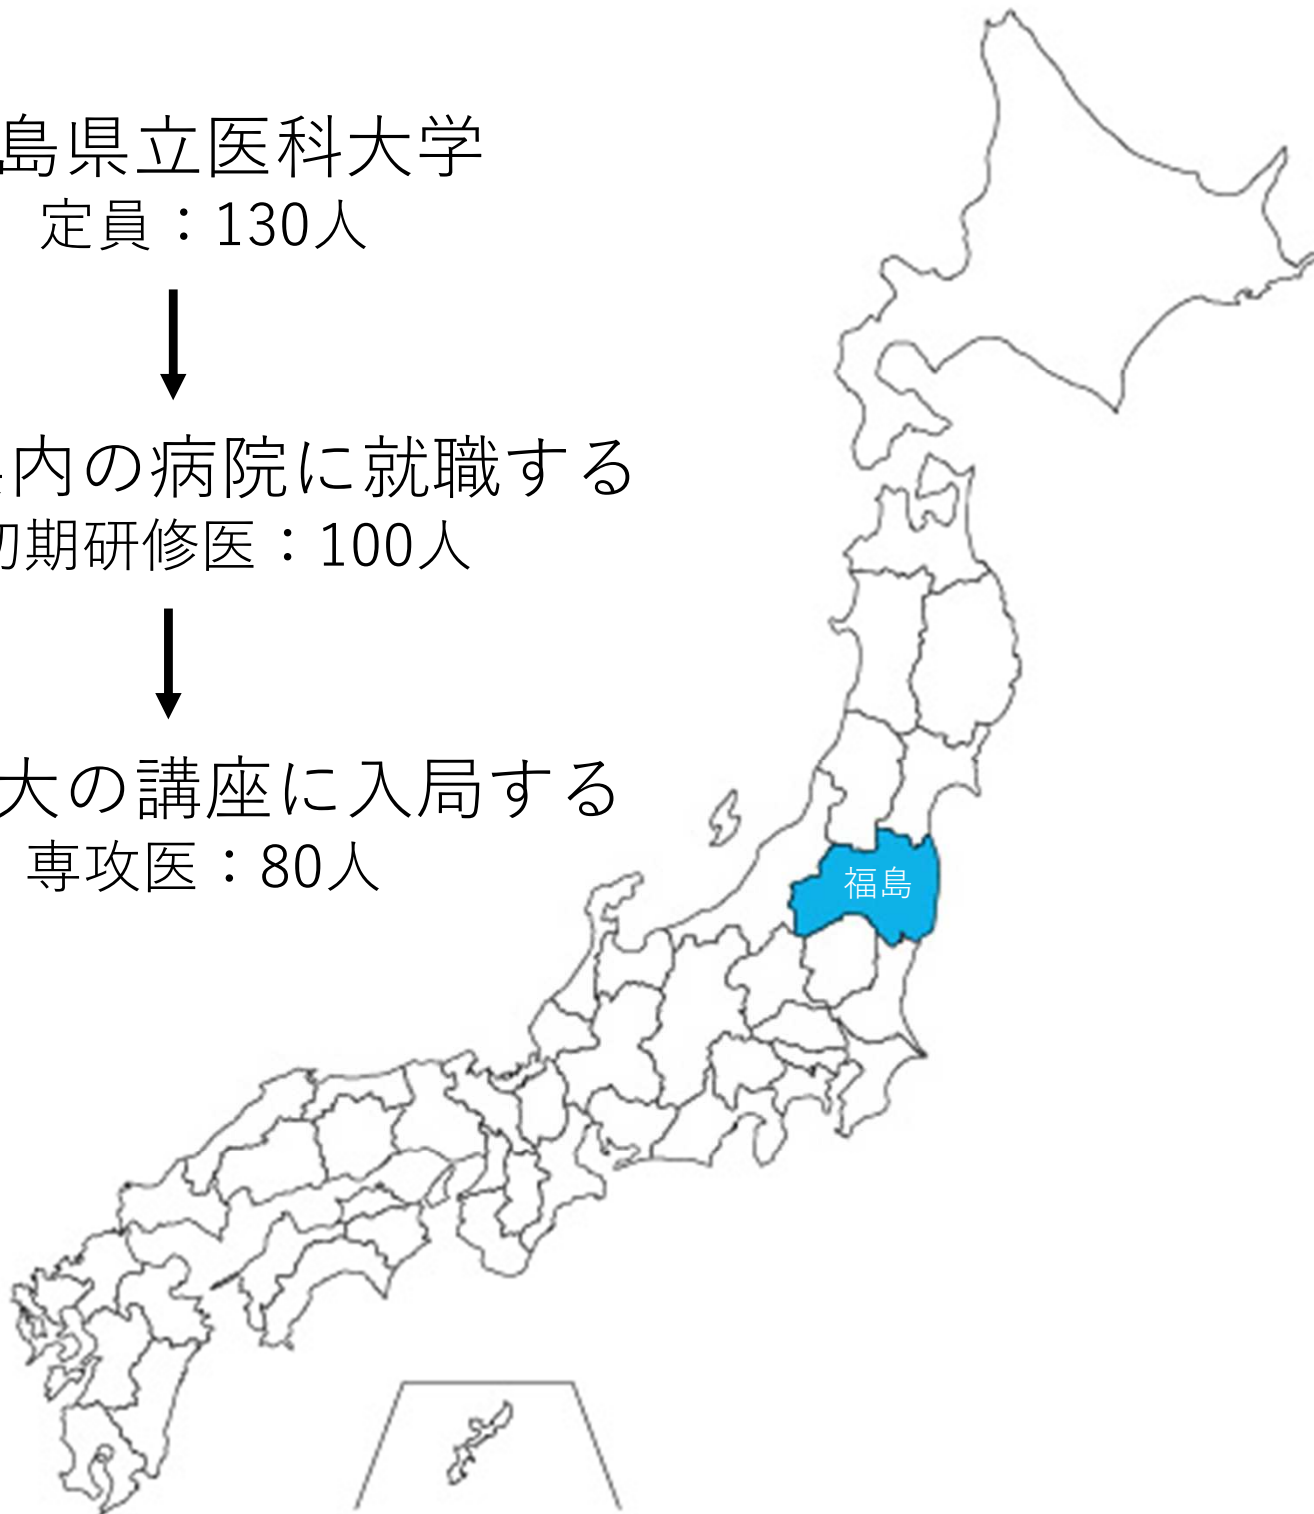 島県立医科大学
定員：130人
内の病院に就職する
初期研修医：100人
大の講座に入局する
専攻医：80人
福島